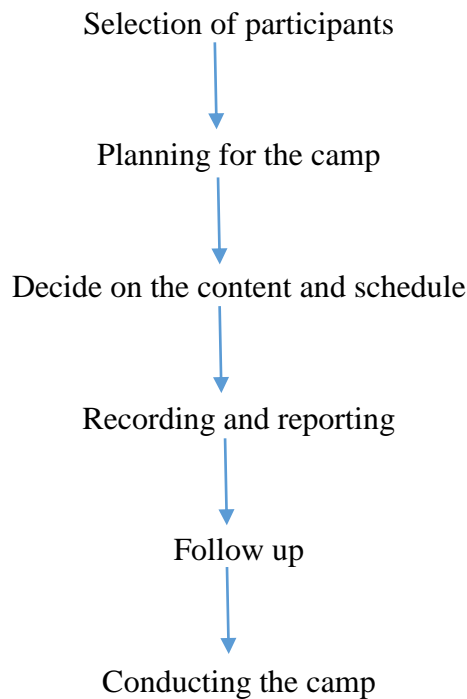 Selection of participants
Planning for the camp
Decide on the content and schedule
Recording and reporting
Follow up
Conducting the camp